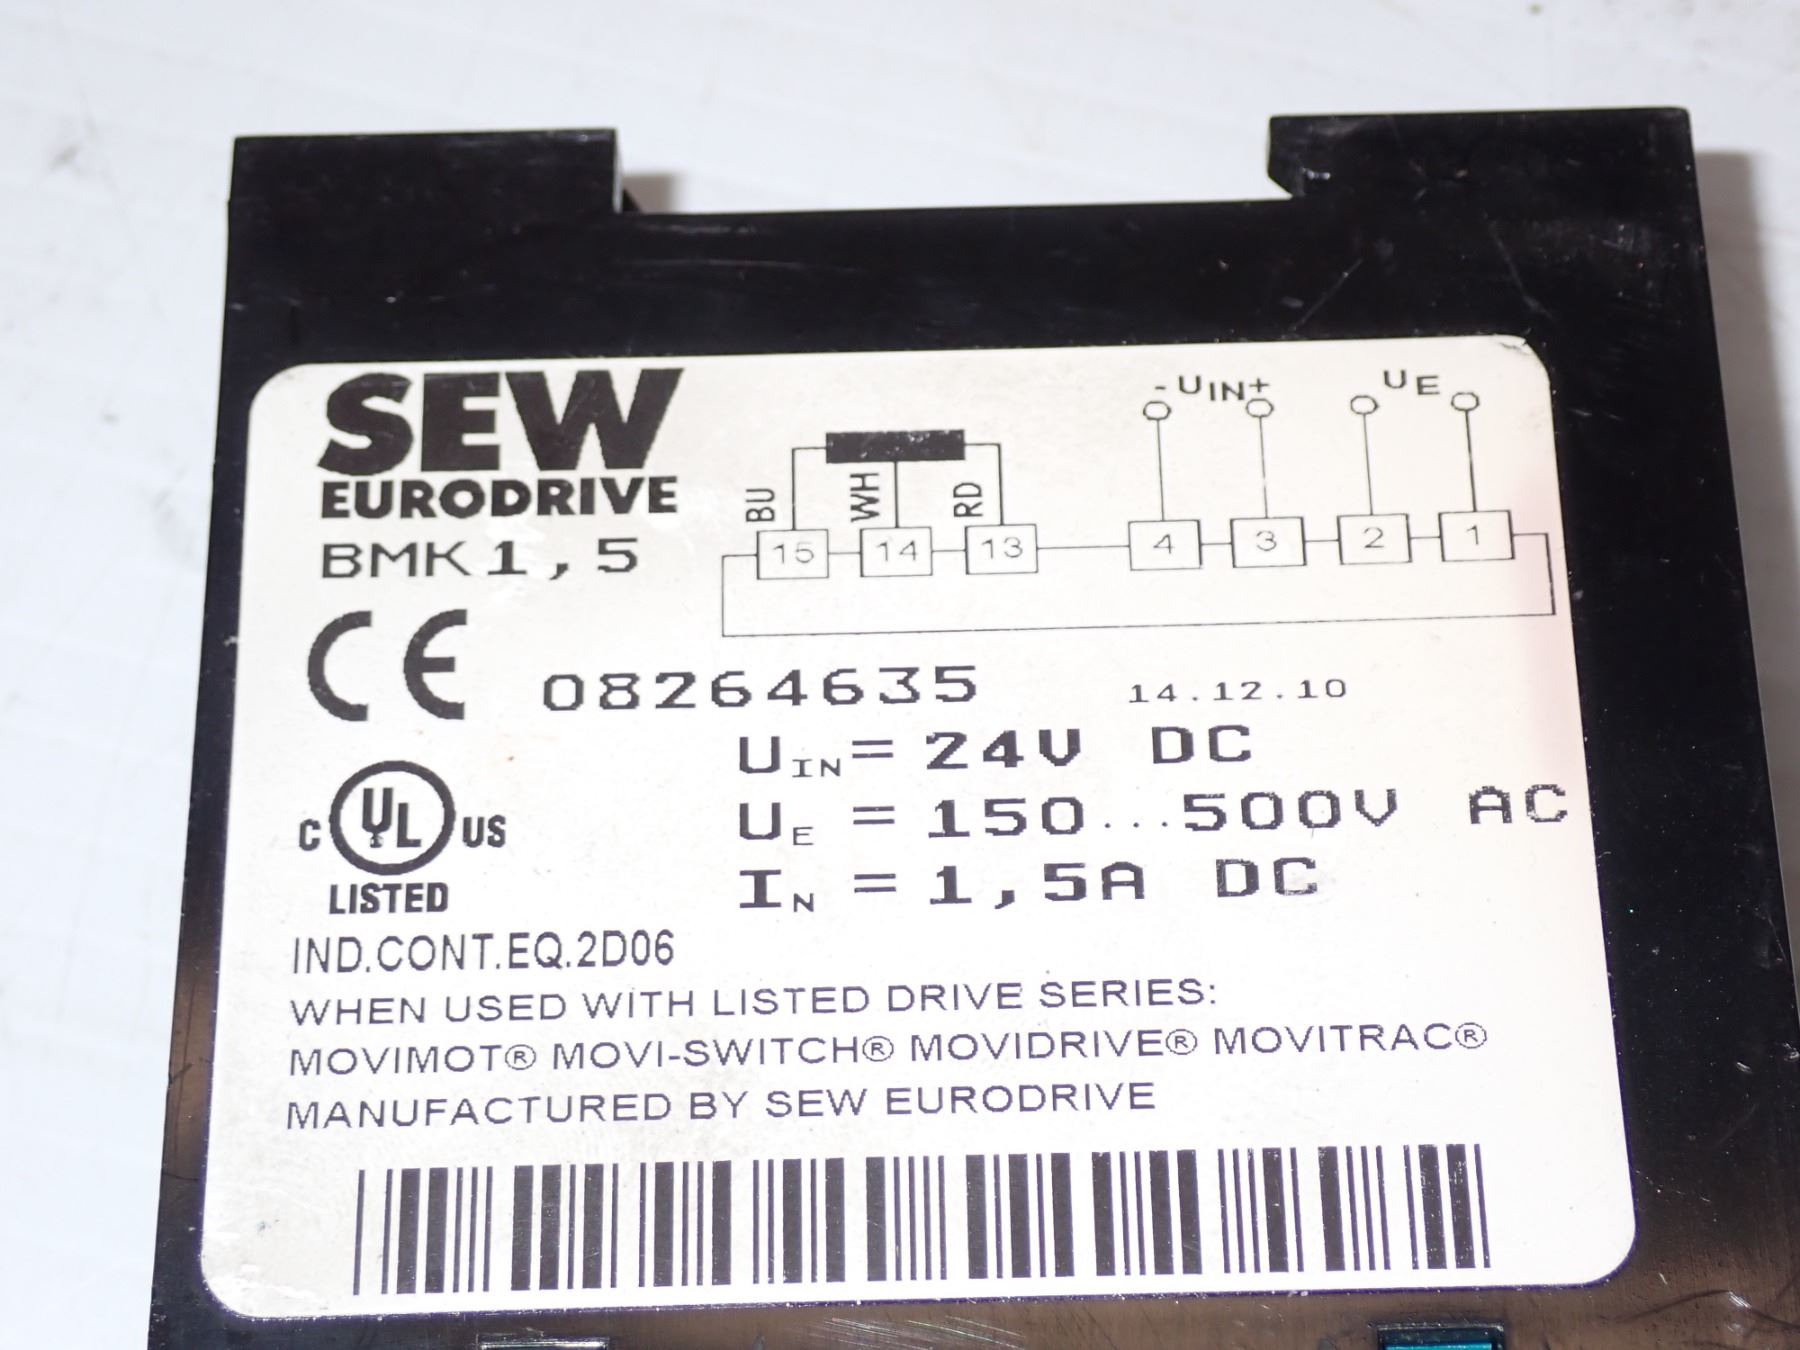 SEW
EURODRIVE
BMK 1,5
- UIN +
UE
BU
WH
RD
15 14 13 4 3 2 1
CE
08264635 14.12.10
UIN = 24V DC
UE = 150...500V AC
IN = 1,5A DC
C UL US
LISTED
IND.CONT.EQ.2D06
WHEN USED WITH LISTED DRIVE SERIES:
MOVIMOT® MOVI-SWITCH® MOVIDRIVE® MOVITRAC®
MANUFACTURED BY SEW EURODRIVE